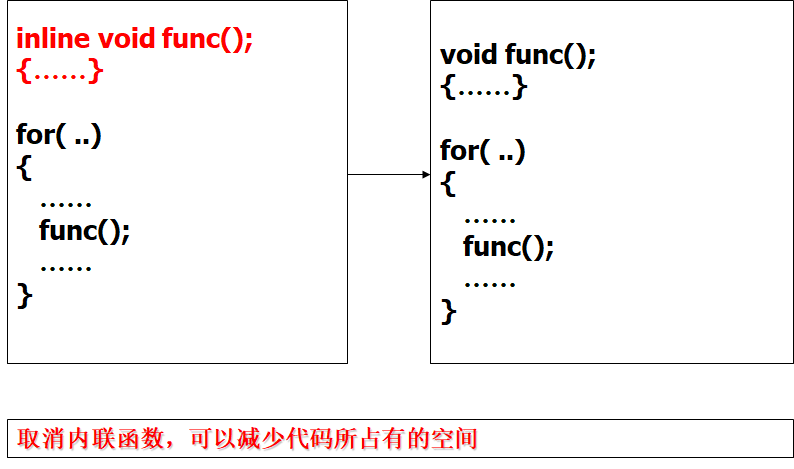 inline void func();
{……}
for( ..)
{
……
func();
……
}
void func();
{……}
for( ..)
{
……
func();
……
}
取消内联函数，可以减少代码所占有的空间